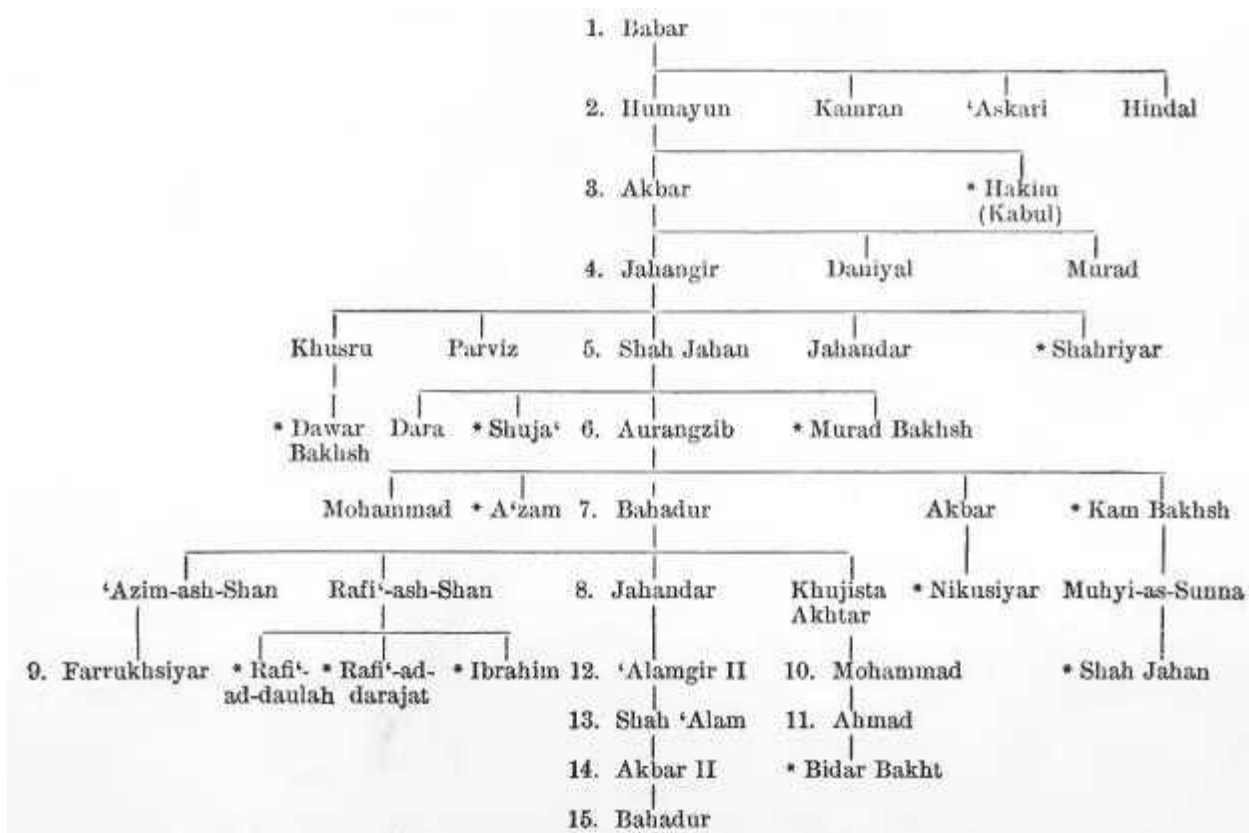 1. Babar
2. Humayun Kamran ‘Askari Hindal
3. Akbar * Hakim
(Kabul)
4. Jahangir Daniyal Murad
Khusru Parviz 5. Shah Jahan Jahandar * Shahriyar
* Dawar Dara * Shuja‘ 6. Aurangzib * Murad Bakhsh
Bakhsh
Mohammad * A‘zam 7. Bahadur Akbar * Kam Bakhsh
‘Azim-ash-Shan Rafi‘-ash-Shan 8. Jahandar Khujista * Nikusiyar Muhyi-as-Sunna
Akhtar
9. Farrukhsiyar * Rafi‘- * Rafi‘-ad- * Ibrahim 12. ‘Alamgir II 10. Mohammad * Shah Jahan
ad-daulah darajat
13. Shah ‘Alam 11. Ahmad
14. Akbar II * Bidar Bakht
15. Bahadur